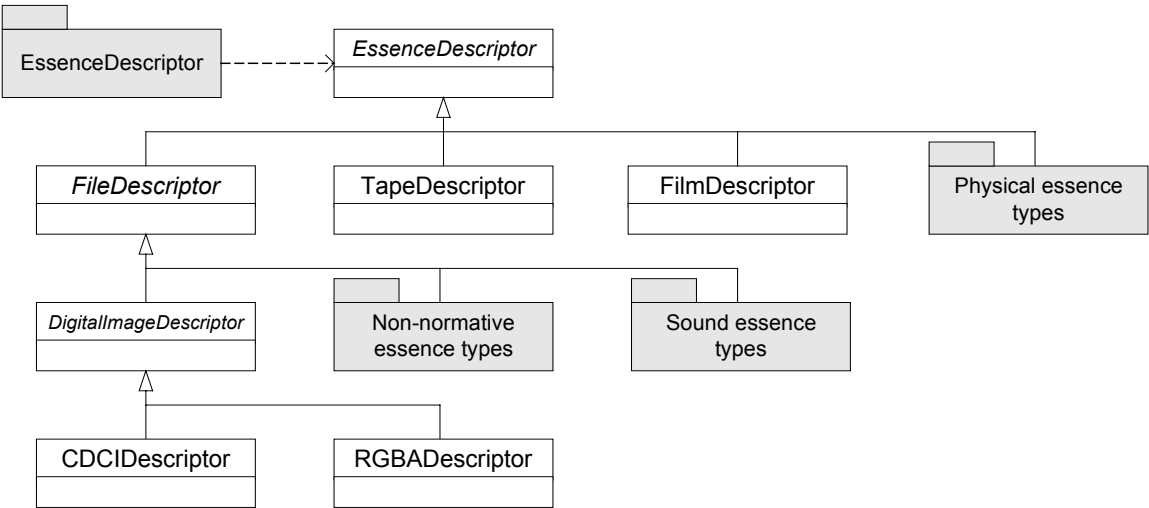 EssenceDescriptor
EssenceDescriptor
FileDescriptor
TapeDescriptor
FilmDescriptor
Physical essence
types
DigitalImageDescriptor
Non-normative
essence types
Sound essence
types
CDCIDescriptor
RGBADescriptor